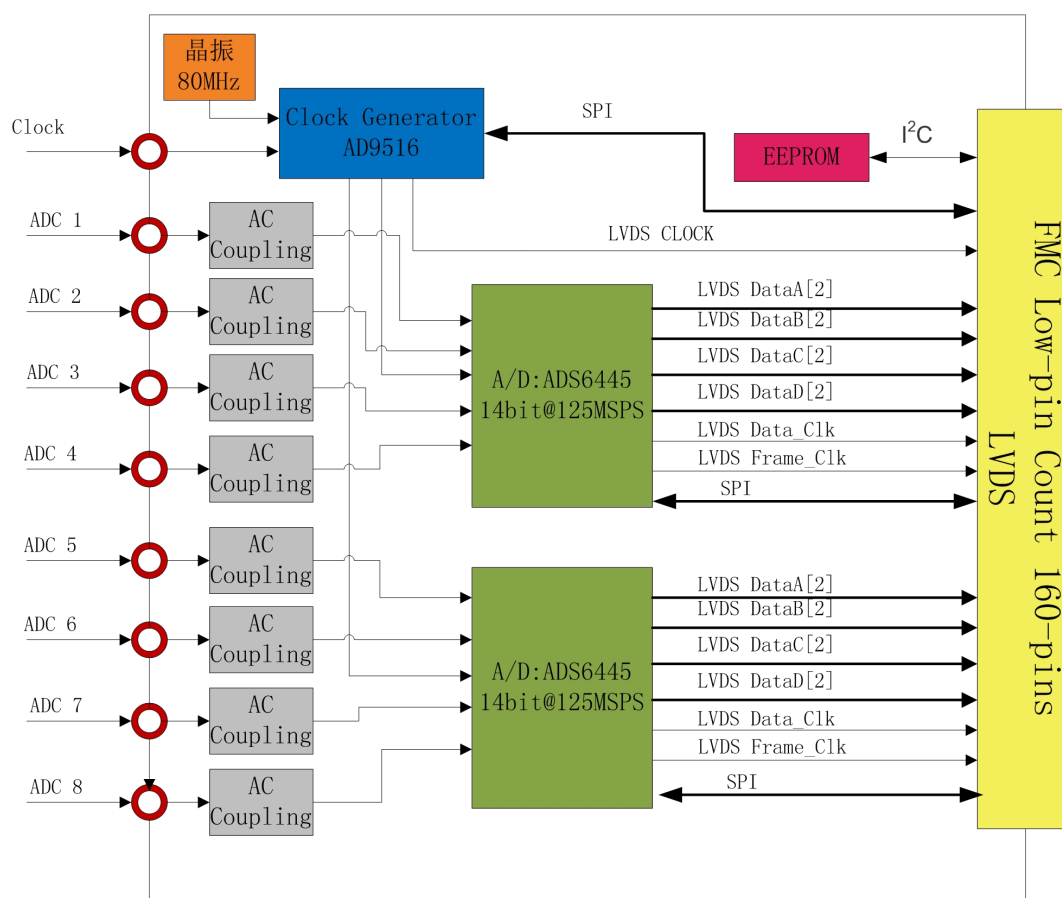 晶振
80MHz
Clock Generator
AD9516
SPI
Clock
EEPROM
I²C
ADC 1
AC
Coupling
LVDS CLOCK
ADC 2
AC
Coupling
ADC 3
AC
Coupling
ADC 4
AC
Coupling
A/D:ADS6445
14bit@125MSPS
LVDS DataA[2]
LVDS DataB[2]
LVDS DataC[2]
LVDS DataD[2]
LVDS Data_Clk
LVDS Frame_Clk
SPI
ADC 5
AC
Coupling
ADC 6
AC
Coupling
ADC 7
AC
Coupling
ADC 8
AC
Coupling
A/D:ADS6445
14bit@125MSPS
LVDS DataA[2]
LVDS DataB[2]
LVDS DataC[2]
LVDS DataD[2]
LVDS Data_Clk
LVDS Frame_Clk
SPI
FMC Low-pin Count 160-pins
LVDS